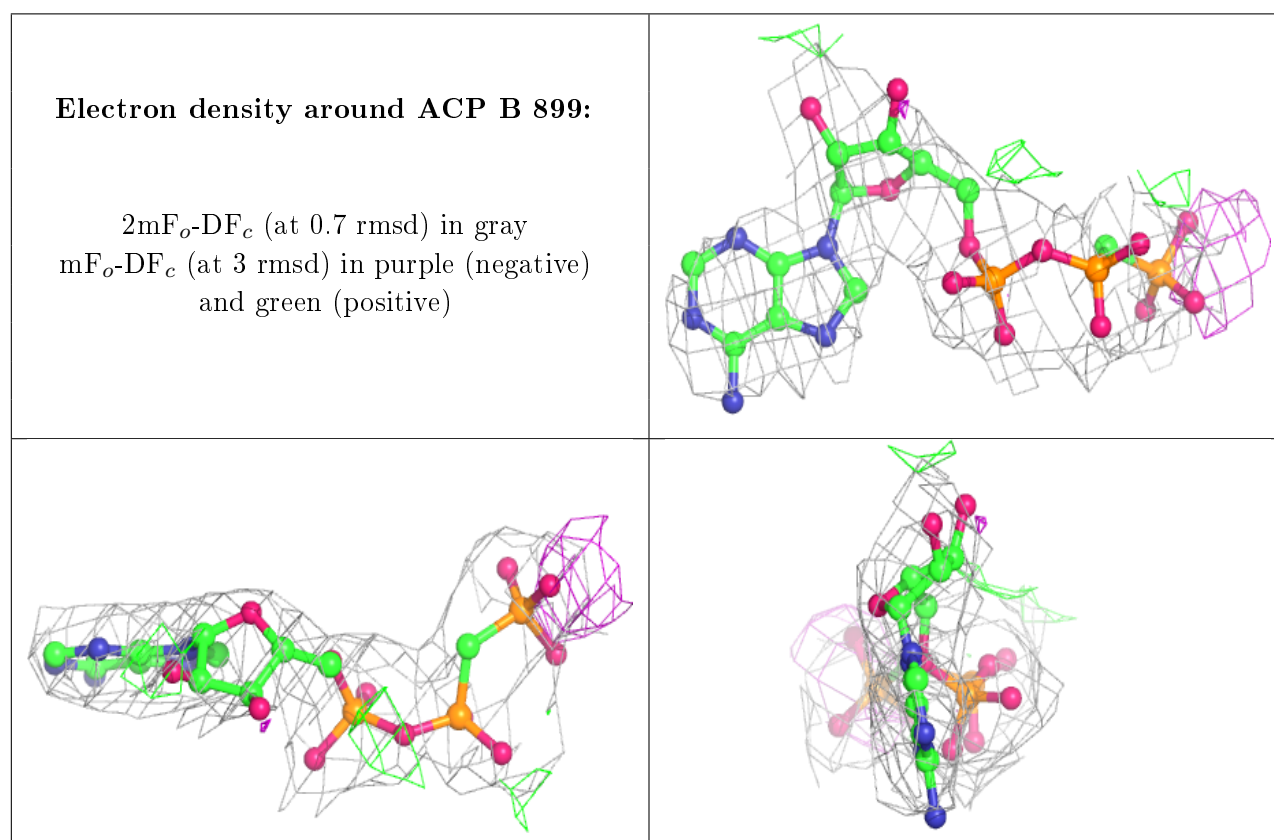 Electron density around ACP B 899:
2mFₒ-DF𝒸 (at 0.7 rmsd) in gray
mFₒ-DF𝒸 (at 3 rmsd) in purple (negative)
and green (positive)